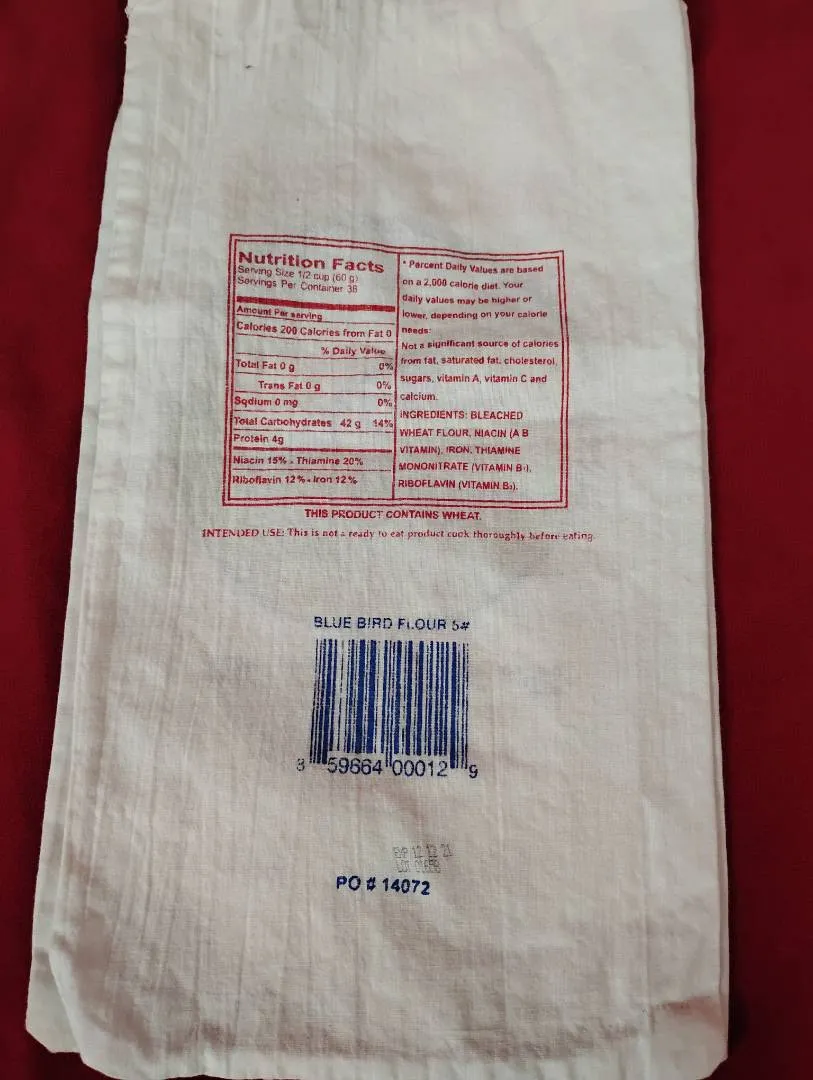 Nutrition Facts
Serving Size 1/2 cup (60 g)
Servings Per Container 38
Amount Per serving
Calories 200 Calories from Fat 0
% Daily Value
Total Fat 0 g 0%
Trans Fat 0 g 0%
Sodium 0 mg 0%
Total Carbohydrates 42 g 14%
Protein 4g
Niacin 15% • Thiamine 20%
Riboflavin 12% • Iron 12%
* Percent Daily Values are based
on a 2,000 calorie diet. Your
daily values may be higher or
lower, depending on your calorie
needs:
Not a significant source of calories
from fat, saturated fat, cholesterol,
sugars, vitamin A, vitamin C and
calcium.
INGREDIENTS: BLEACHED
WHEAT FLOUR, NIACIN (A B
VITAMIN), IRON, THIAMINE
MONONITRATE (VITAMIN B1),
RIBOFLAVIN (VITAMIN B2).
THIS PRODUCT CONTAINS WHEAT.
INTENDED USE: This is not a ready to eat product cook thoroughly before eating.
BLUE BIRD FLOUR 5#
8 59664 00012 9
EXP 12 12 21
LOT
PO # 14072